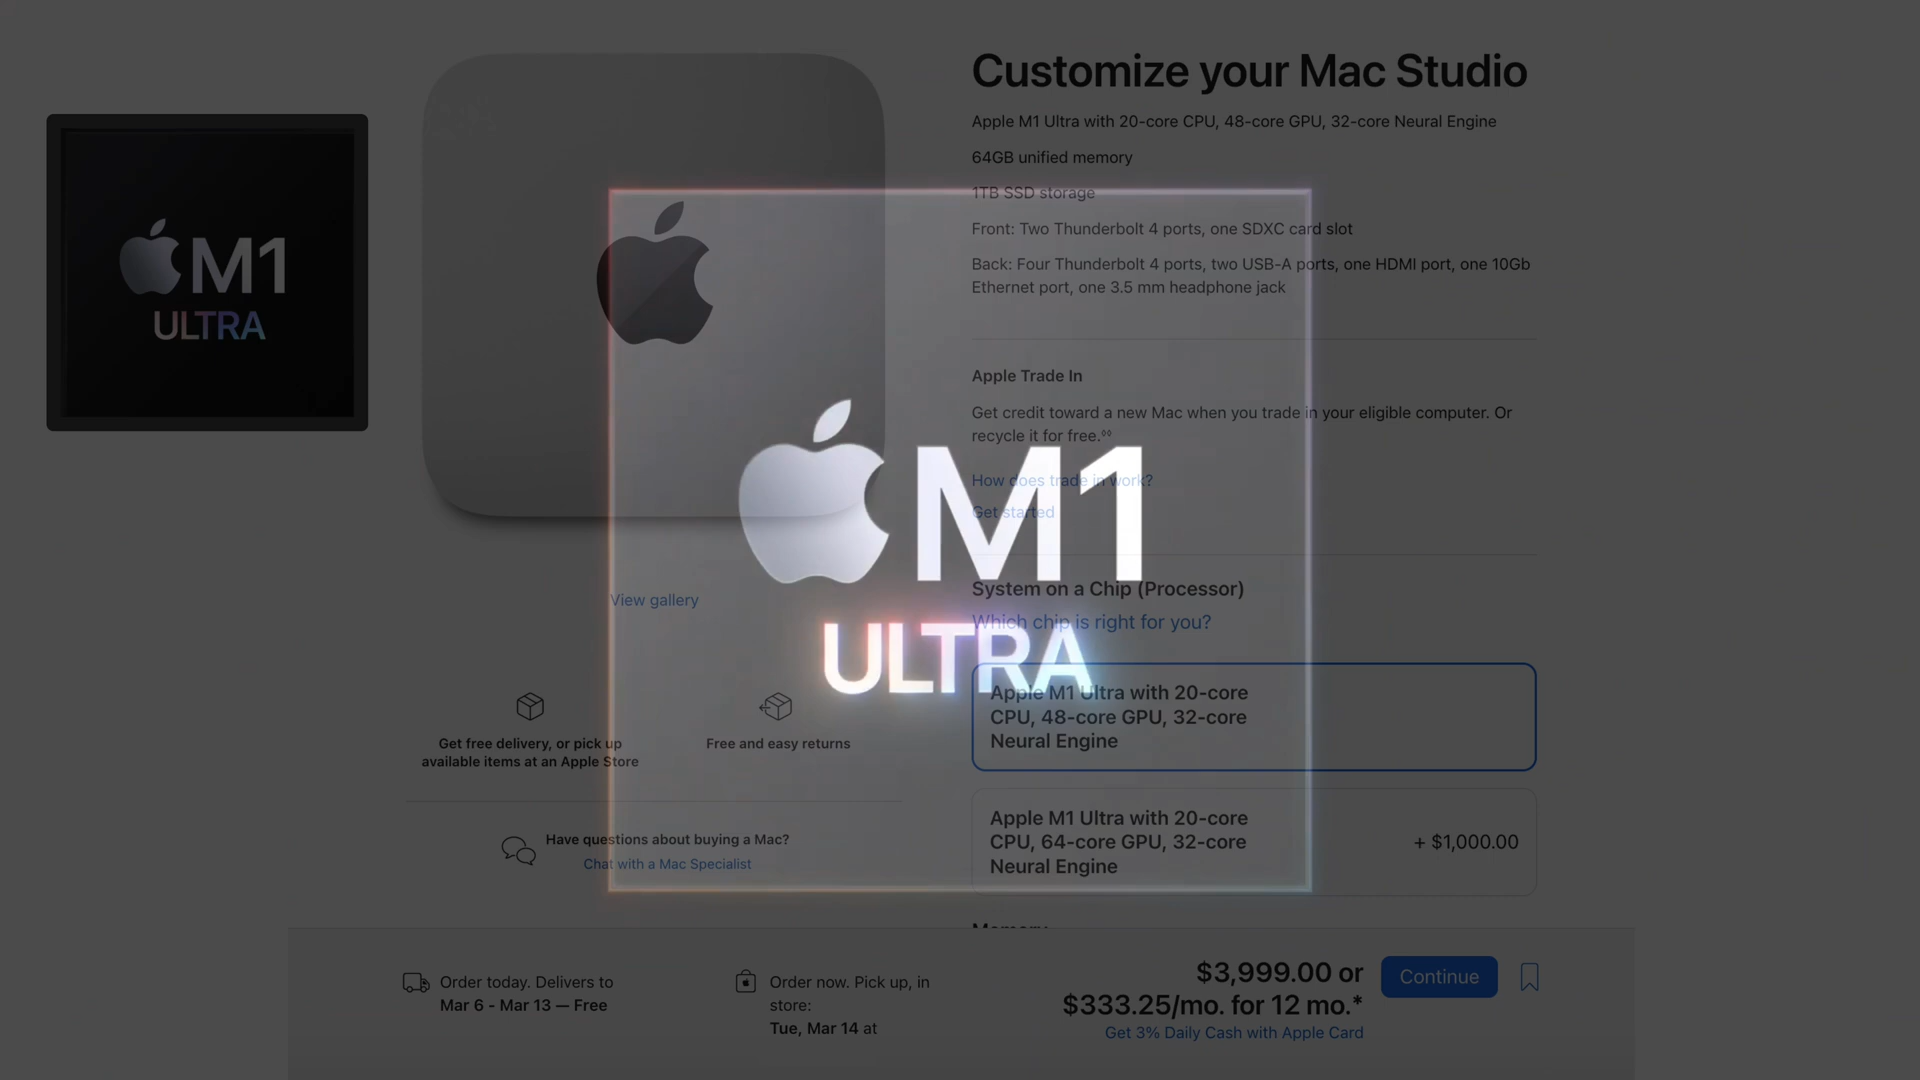 M1
ULTRA
Customize your Mac Studio
Apple M1 Ultra with 20-core CPU, 48-core GPU, 32-core Neural Engine
64GB unified memory
1TB SSD storage
Front: Two Thunderbolt 4 ports, one SDXC card slot
Back: Four Thunderbolt 4 ports, two USB-A ports, one HDMI port, one 10Gb
Ethernet port, one 3.5 mm headphone jack
Apple Trade In
Get credit toward a new Mac when you trade in your eligible computer. Or
recycle it for free.◊◊
How does trade in work?
Get started
M1
ULTRA
View gallery
System on a Chip (Processor)
Which chip is right for you?
Apple M1 Ultra with 20-core
CPU, 48-core GPU, 32-core
Neural Engine
Get free delivery, or pick up
available items at an Apple Store
Free and easy returns
Apple M1 Ultra with 20-core
CPU, 64-core GPU, 32-core
Neural Engine
+ $1,000.00
Have questions about buying a Mac?
Chat with a Mac Specialist
Memory
Order today. Delivers to
Mar 6 - Mar 13 — Free
Order now. Pick up, in
store:
Tue, Mar 14 at
$3,999.00 or
$333.25/mo. for 12 mo.*
Get 3% Daily Cash with Apple Card
Continue